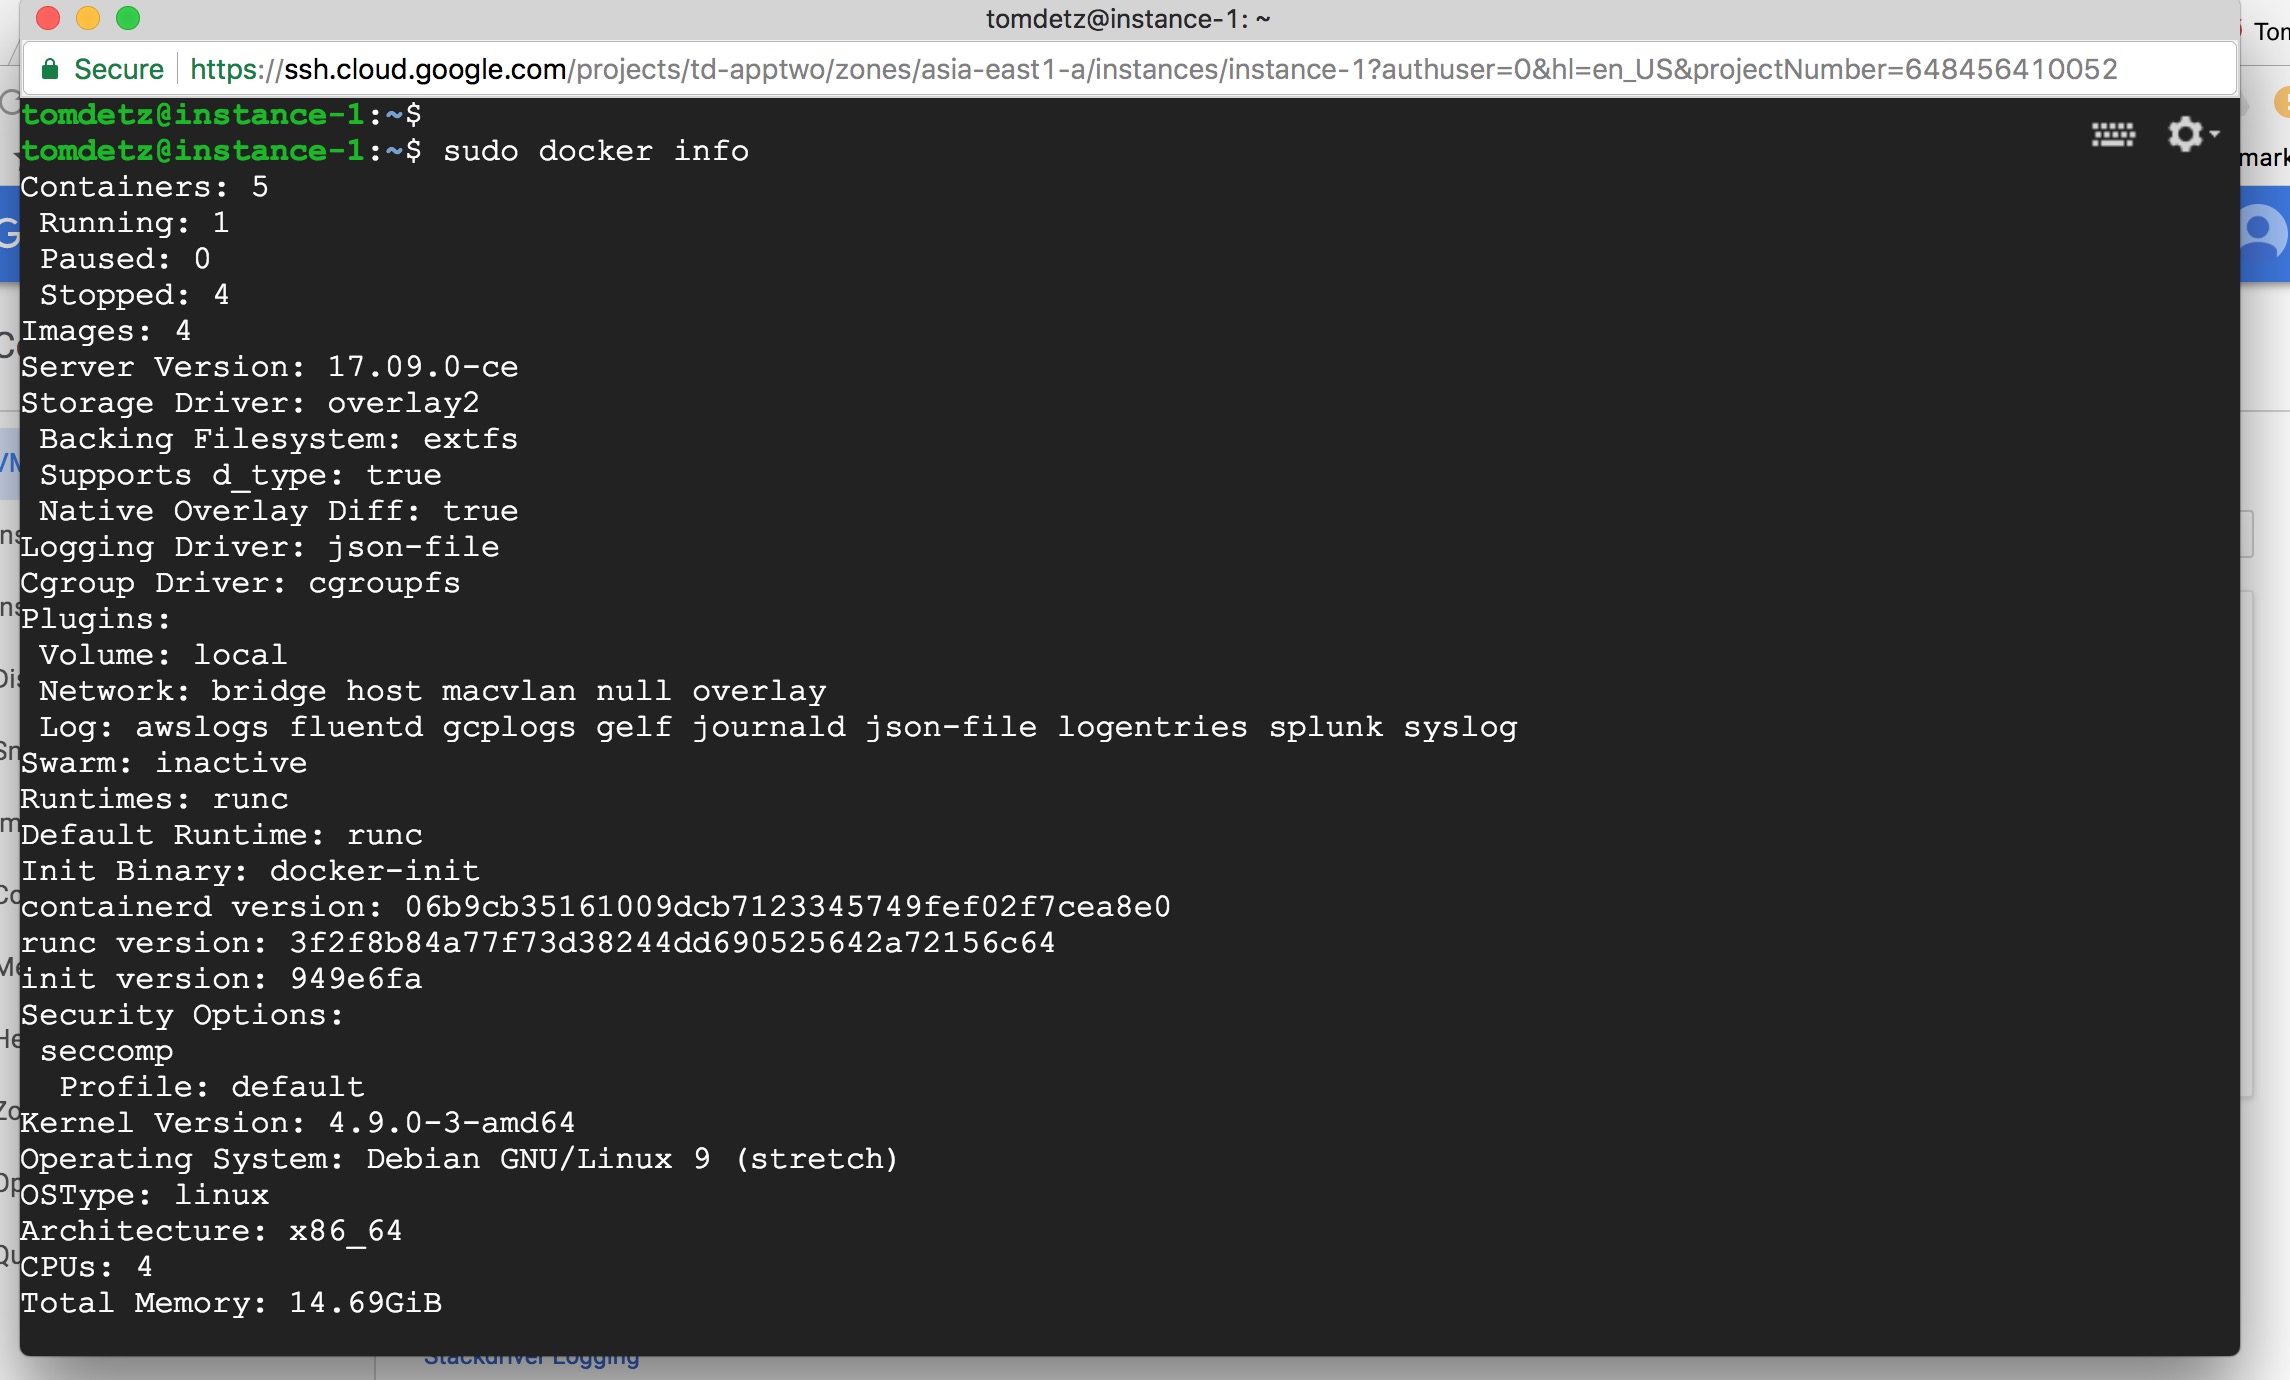 tomdetz@instance-1: ~
Secure https://ssh.cloud.google.com/projects/td-apptwo/zones/asia-east1-a/instances/instance-1?authuser=0&hl=en_US&projectNumber=648456410052
tomdetz@instance-1:~$
tomdetz@instance-1:~$ sudo docker info
Containers: 5
 Running: 1
 Paused: 0
 Stopped: 4
Images: 4
Server Version: 17.09.0-ce
Storage Driver: overlay2
 Backing Filesystem: extfs
 Supports d_type: true
 Native Overlay Diff: true
Logging Driver: json-file
Cgroup Driver: cgroupfs
Plugins:
 Volume: local
 Network: bridge host macvlan null overlay
 Log: awslogs fluentd gcplogs gelf journald json-file logentries splunk syslog
Swarm: inactive
Runtimes: runc
Default Runtime: runc
Init Binary: docker-init
containerd version: 06b9cb35161009dcb7123345749fef02f7cea8e0
runc version: 3f2f8b84a77f73d38244dd690525642a72156c64
init version: 949e6fa
Security Options:
 seccomp
  Profile: default
Kernel Version: 4.9.0-3-amd64
Operating System: Debian GNU/Linux 9 (stretch)
OSType: linux
Architecture: x86_64
CPUs: 4
Total Memory: 14.69GiB
Stackdriver Logging